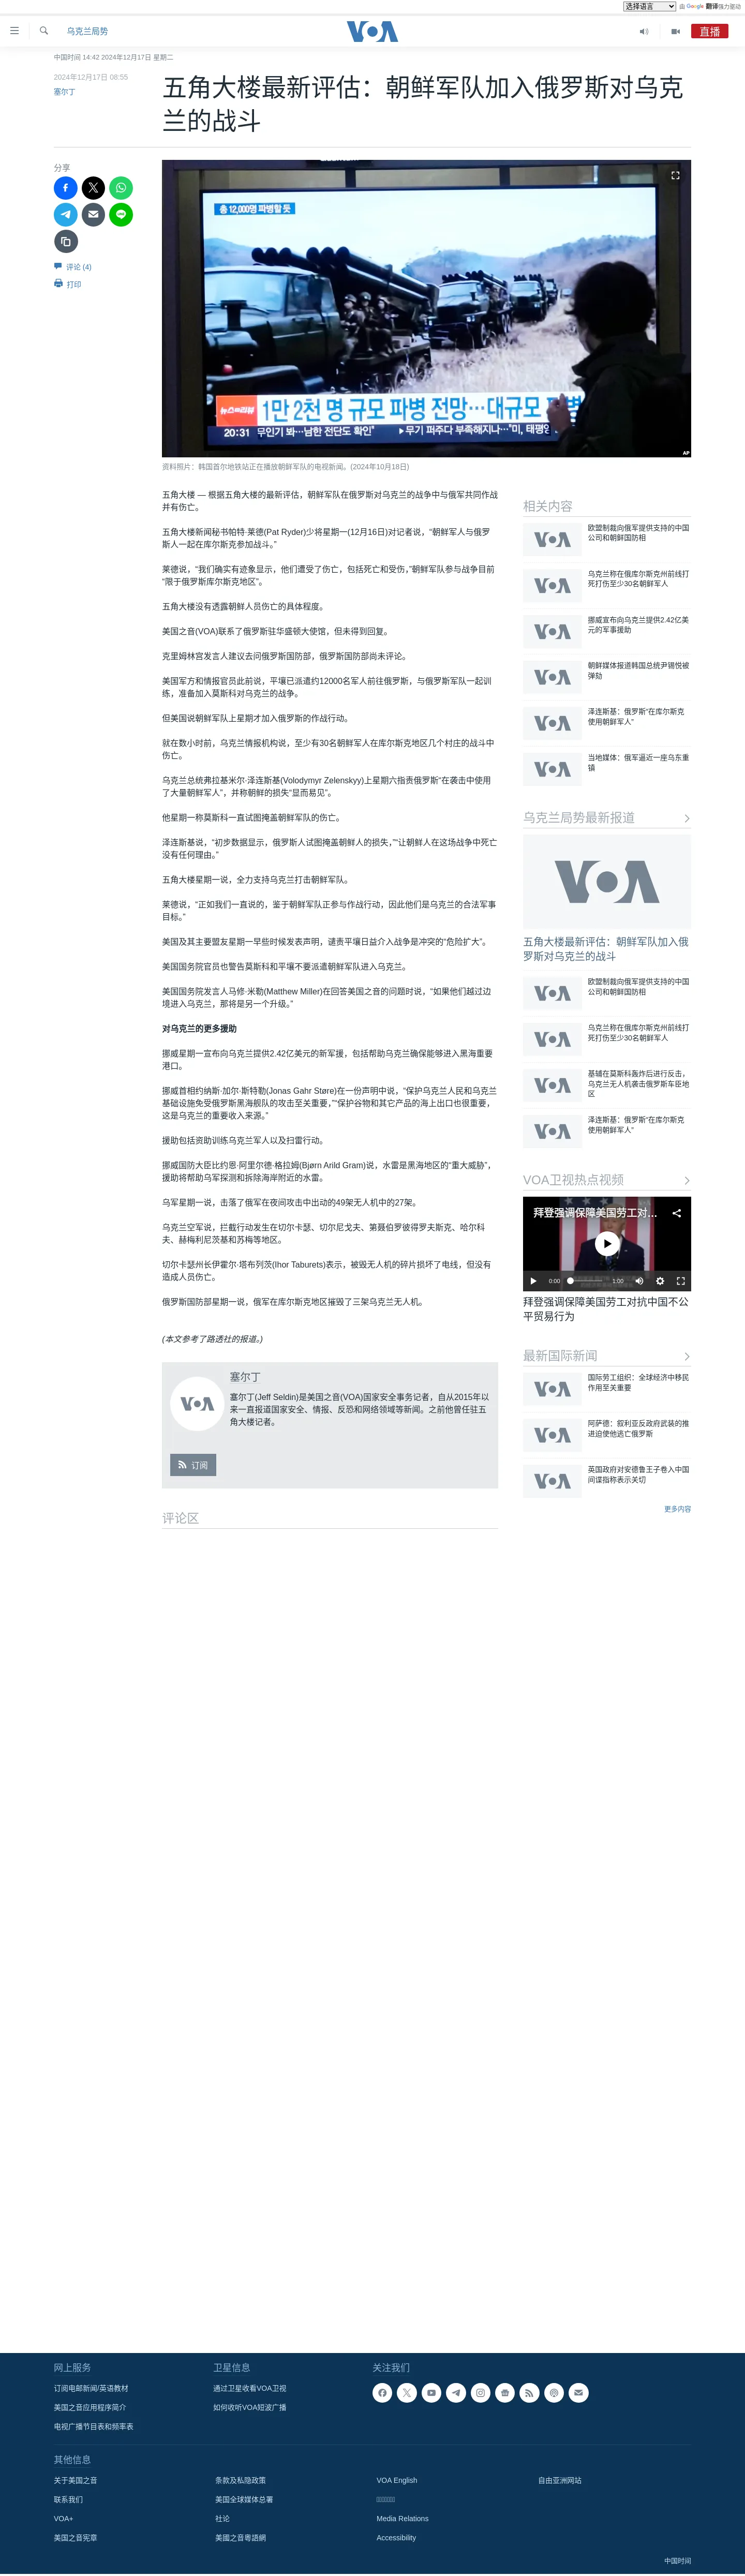 选择语言
由 Google 翻译强力驱动
乌克兰局势
VOA
直播
中国时间 14:42 2024年12月17日 星期二
2024年12月17日 08:55
塞尔丁
五角大楼最新评估：朝鲜军队加入俄罗斯对乌克
兰的战斗
分享
评论 (4)
打印
총 12,000명 파병할 듯
1만 2천 명 규모 파병 전망…대규모 파병
20:31
AP
资料照片：韩国首尔地铁站正在播放朝鲜军队的电视新闻。(2024年10月18日)
五角大楼 — 根据五角大楼的最新评估，朝鲜军队在俄罗斯对乌克兰的战争中与俄军共同作战
并有伤亡。
五角大楼新闻秘书帕特·莱德(Pat Ryder)少将星期一(12月16日)对记者说，“朝鲜军人与俄罗
斯人一起在库尔斯克参加战斗。”
莱德说，“我们确实有迹象显示，他们遭受了伤亡，包括死亡和受伤，”朝鲜军队参与战争目前
“限于俄罗斯库尔斯克地区”。
五角大楼没有透露朝鲜人员伤亡的具体程度。
美国之音(VOA)联系了俄罗斯驻华盛顿大使馆，但未得到回复。
克里姆林宫发言人建议去问俄罗斯国防部，俄罗斯国防部尚未评论。
美国军方和情报官员此前说，平壤已派遣约12000名军人前往俄罗斯，与俄罗斯军队一起训
练，准备加入莫斯科对乌克兰的战争。
但美国说朝鲜军队上星期才加入俄罗斯的作战行动。
就在数小时前，乌克兰情报机构说，至少有30名朝鲜军人在库尔斯克地区几个村庄的战斗中
伤亡。
乌克兰总统弗拉基米尔·泽连斯基(Volodymyr Zelenskyy)上星期六指责俄罗斯“在袭击中使用
了大量朝鲜军人”，并称朝鲜的损失“显而易见”。
他星期一称莫斯科一直试图掩盖朝鲜军队的伤亡。
泽连斯基说，“初步数据显示，俄罗斯人试图掩盖朝鲜人的损失，”“让朝鲜人在这场战争中死亡
没有任何理由。”
五角大楼星期一说，全力支持乌克兰打击朝鲜军队。
莱德说，“正如我们一直说的，鉴于朝鲜军队正参与作战行动，因此他们是乌克兰的合法军事
目标。”
美国及其主要盟友星期一早些时候发表声明，谴责平壤日益介入战争是冲突的“危险扩大”。
美国国务院官员也警告莫斯科和平壤不要派遣朝鲜军队进入乌克兰。
美国国务院发言人马修·米勒(Matthew Miller)在回答美国之音的问题时说，“如果他们越过边
境进入乌克兰，那将是另一个升级。”
对乌克兰的更多援助
挪威星期一宣布向乌克兰提供2.42亿美元的新军援，包括帮助乌克兰确保能够进入黑海重要
港口。
挪威首相约纳斯·加尔·斯特勒(Jonas Gahr Støre)在一份声明中说，“保护乌克兰人民和乌克兰
基础设施免受俄罗斯黑海舰队的攻击至关重要，”“保护谷物和其它产品的海上出口也很重要，
这是乌克兰的重要收入来源。”
援助包括资助训练乌克兰军人以及扫雷行动。
挪威国防大臣比约恩·阿里尔德·格拉姆(Bjørn Arild Gram)说，水雷是黑海地区的“重大威胁”，
援助将帮助乌军探测和拆除海岸附近的水雷。
乌军星期一说，击落了俄军在夜间攻击中出动的49架无人机中的27架。
乌克兰空军说，拦截行动发生在切尔卡瑟、切尔尼戈夫、第聂伯罗彼得罗夫斯克、哈尔科
夫、赫梅利尼茨基和苏梅等地区。
切尔卡瑟州长伊霍尔·塔布列茨(Ihor Taburets)表示，被毁无人机的碎片损坏了电线，但没有
造成人员伤亡。
俄罗斯国防部星期一说，俄军在库尔斯克地区摧毁了三架乌克兰无人机。
(本文参考了路透社的报道。)
塞尔丁
塞尔丁(Jeff Seldin)是美国之音(VOA)国家安全事务记者，自从2015年以
来一直报道国家安全、情报、反恐和网络领域等新闻。之前他曾任驻五
角大楼记者。
VOA
订阅
评论区
相关内容
VOA
欧盟制裁向俄军提供支持的中国
公司和朝鲜国防相
VOA
乌克兰称在俄库尔斯克州前线打
死打伤至少30名朝鲜军人
VOA
挪威宣布向乌克兰提供2.42亿美
元的军事援助
VOA
朝鲜媒体报道韩国总统尹锡悦被
弹劾
VOA
泽连斯基：俄罗斯“在库尔斯克
使用朝鲜军人”
VOA
当地媒体：俄军逼近一座乌东重
镇
乌克兰局势最新报道
VOA
五角大楼最新评估：朝鲜军队加入俄
罗斯对乌克兰的战斗
VOA
欧盟制裁向俄军提供支持的中国
公司和朝鲜国防相
VOA
乌克兰称在俄库尔斯克州前线打
死打伤至少30名朝鲜军人
VOA
基辅在莫斯科轰炸后进行反击，
乌克兰无人机袭击俄罗斯车臣地
区
VOA
泽连斯基：俄罗斯“在库尔斯克
使用朝鲜军人”
VOA卫视热点视频
拜登强调保障美国劳工对…
0:00
1:00
拜登强调保障美国劳工对抗中国不公
平贸易行为
最新国际新闻
VOA
国际劳工组织：全球经济中移民
作用至关重要
VOA
阿萨德：叙利亚反政府武装的推
进迫使他逃亡俄罗斯
VOA
英国政府对安德鲁王子卷入中国
间谍指称表示关切
更多内容
网上服务
订阅电邮新闻/英语教材
美国之音应用程序简介
电视广播节目表和频率表
卫星信息
通过卫星收看VOA卫视
如何收听VOA短波广播
关注我们
其他信息
关于美国之音
联系我们
VOA+
美国之音宪章
条款及私隐政策
美国全球媒体总署
社论
美國之音粵語網
VOA English
Media Relations
Accessibility
自由亚洲网站
中国时间